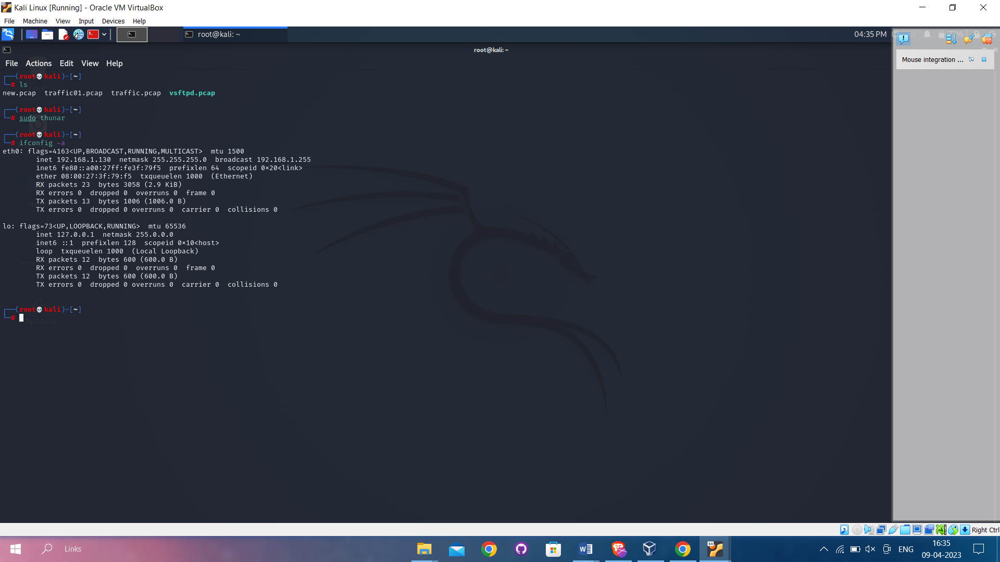 Kali Linux [Running] - Oracle VM VirtualBox
File Machine View Input Devices Help
root@kali: ~
04:35 PM
77%
root@kali: ~
Mouse integration ...
File Actions Edit View Help
┌──(root💀kali)-[~]
└─# ls
new.pcap traffic01.pcap traffic.pcap vsftpd.pcap
┌──(root💀kali)-[~]
└─# sudo thunar
┌──(root💀kali)-[~]
└─# ifconfig -a
eth0: flags=4163<UP,BROADCAST,RUNNING,MULTICAST> mtu 1500
inet 192.168.1.130 netmask 255.255.255.0 broadcast 192.168.1.255
inet6 fe80::a00:27ff:fe3f:79f5 prefixlen 64 scopeid 0×20<link>
ether 08:00:27:3f:79:f5 txqueuelen 1000 (Ethernet)
RX packets 23 bytes 3058 (2.9 KiB)
RX errors 0 dropped 0 overruns 0 frame 0
TX packets 13 bytes 1006 (1006.0 B)
TX errors 0 dropped 0 overruns 0 carrier 0 collisions 0
lo: flags=73<UP,LOOPBACK,RUNNING> mtu 65536
inet 127.0.0.1 netmask 255.0.0.0
inet6 ::1 prefixlen 128 scopeid 0×10<host>
loop txqueuelen 1000 (Local Loopback)
RX packets 12 bytes 600 (600.0 B)
RX errors 0 dropped 0 overruns 0 frame 0
TX packets 12 bytes 600 (600.0 B)
TX errors 0 dropped 0 overruns 0 carrier 0 collisions 0
┌──(root💀kali)-[~]
└─#
Right Ctrl
Links
ENG
16:35
09-04-2023